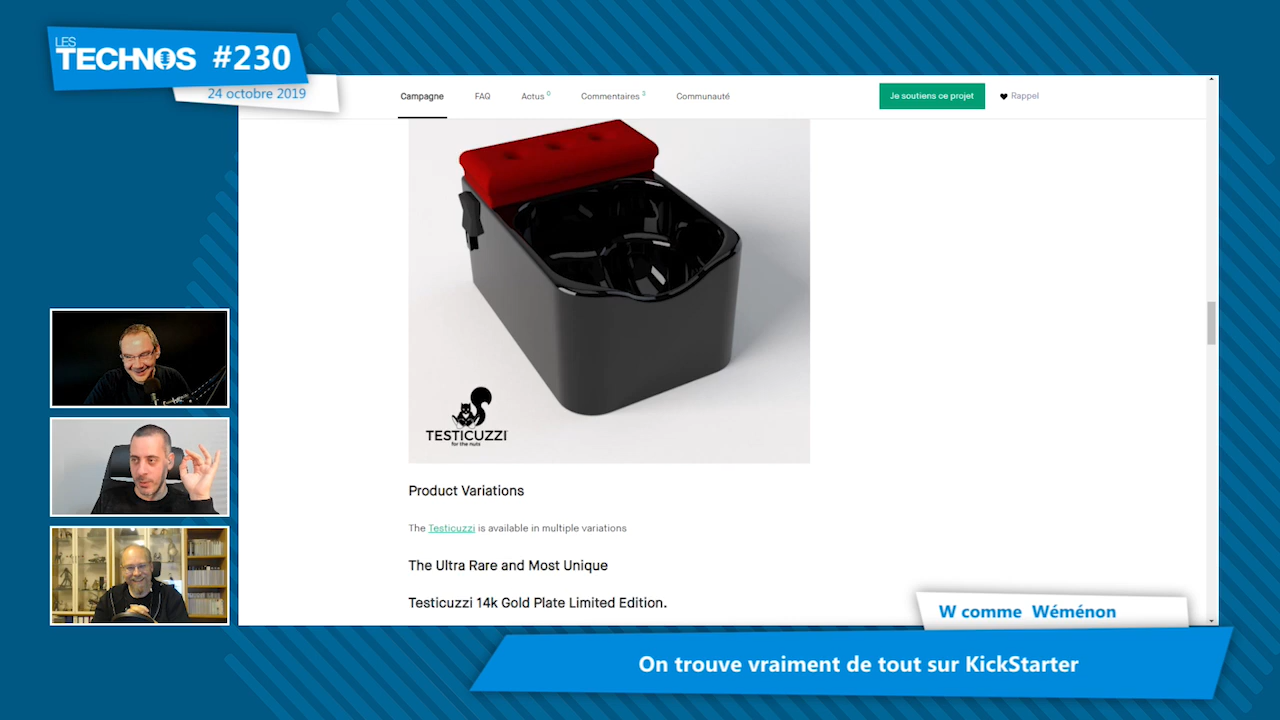 LES
TECHNOS #230
24 octobre 2019
Campagne FAQ Actus 0 Commentaires 3 Communauté Je soutiens ce projet Rappel
TESTICUZZI
for the nuts
Product Variations
The Testicuzzi is available in multiple variations
The Ultra Rare and Most Unique
Testicuzzi 14k Gold Plate Limited Edition.
W comme Wéménon
On trouve vraiment de tout sur KickStarter